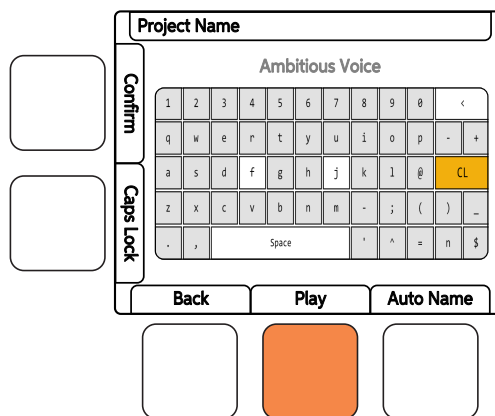 Project Name
Ambitious Voice
Confirm
1 2 3 4 5 6 7 8 9 0 <
q w e r t y u i o p - +
a s d f g h j k l @ CL
Caps Lock
z x c v b n m - ; ( ) _
. , Space ' ^ = n $
Back Play Auto Name